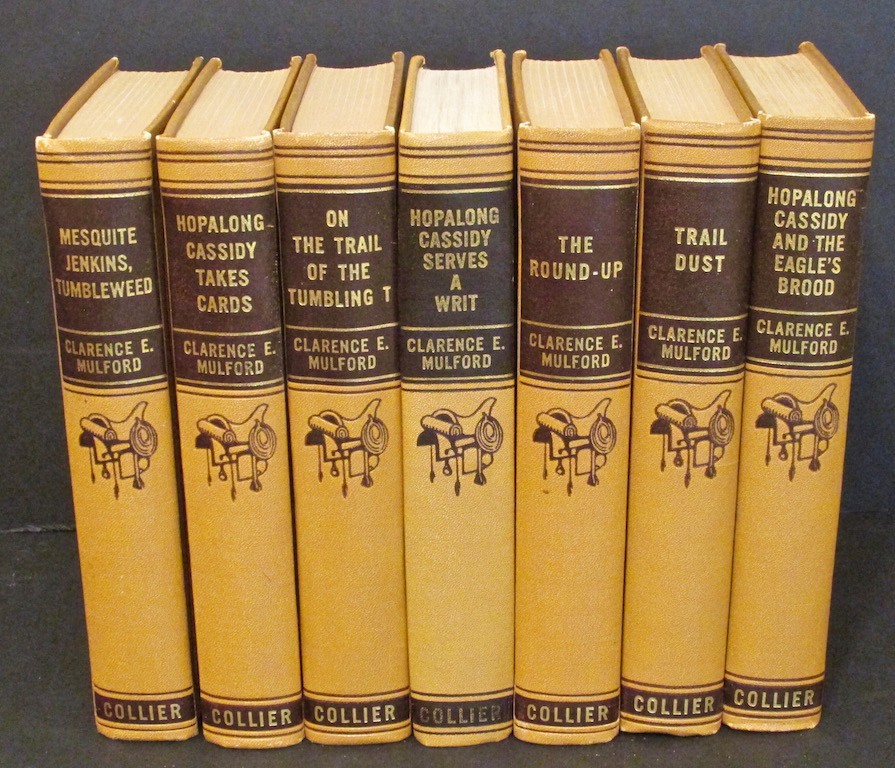 MESQUITE
JENKINS,
TUMBLEWEED
CLARENCE E.
MULFORD
COLLIER
HOPALONG
CASSIDY
TAKES
CARDS
CLARENCE E.
MULFORD
COLLIER
ON
THE TRAIL
OF THE
TUMBLING T
CLARENCE E.
MULFORD
COLLIER
HOPALONG
CASSIDY
SERVES
A
WRIT
CLARENCE E.
MULFORD
COLLIER
THE
ROUND-UP
CLARENCE E.
MULFORD
COLLIER
TRAIL
DUST
CLARENCE E.
MULFORD
COLLIER
HOPALONG
CASSIDY
AND THE
EAGLE'S
BROOD
CLARENCE E.
MULFORD
COLLIER